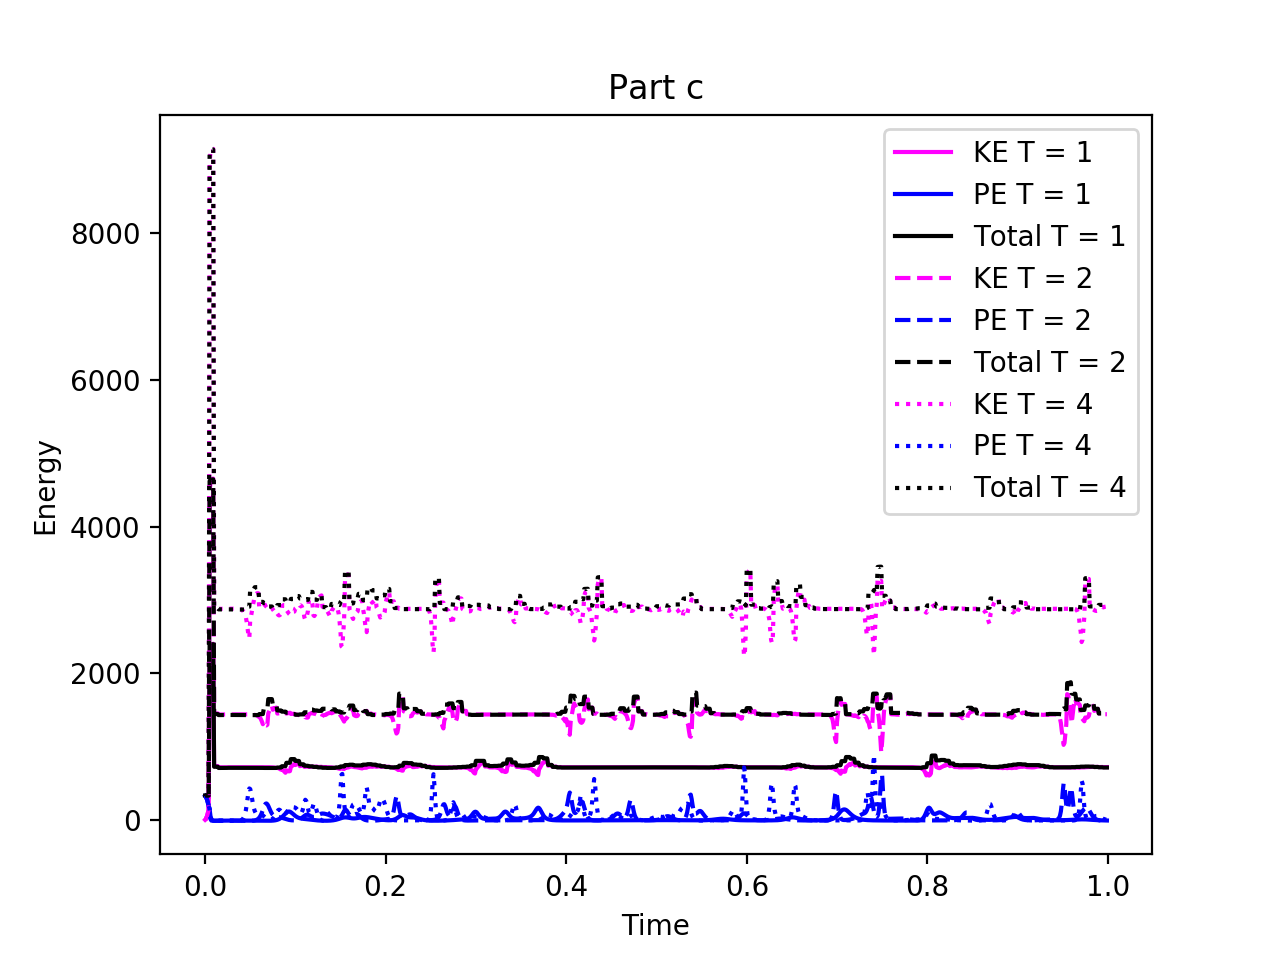 Part c
KE T = 1
PE T = 1
Total T = 1
KE T = 2
PE T = 2
Total T = 2
KE T = 4
PE T = 4
Total T = 4
Energy
8000
6000
4000
2000
0
0.0 0.2 0.4 0.6 0.8 1.0
Time